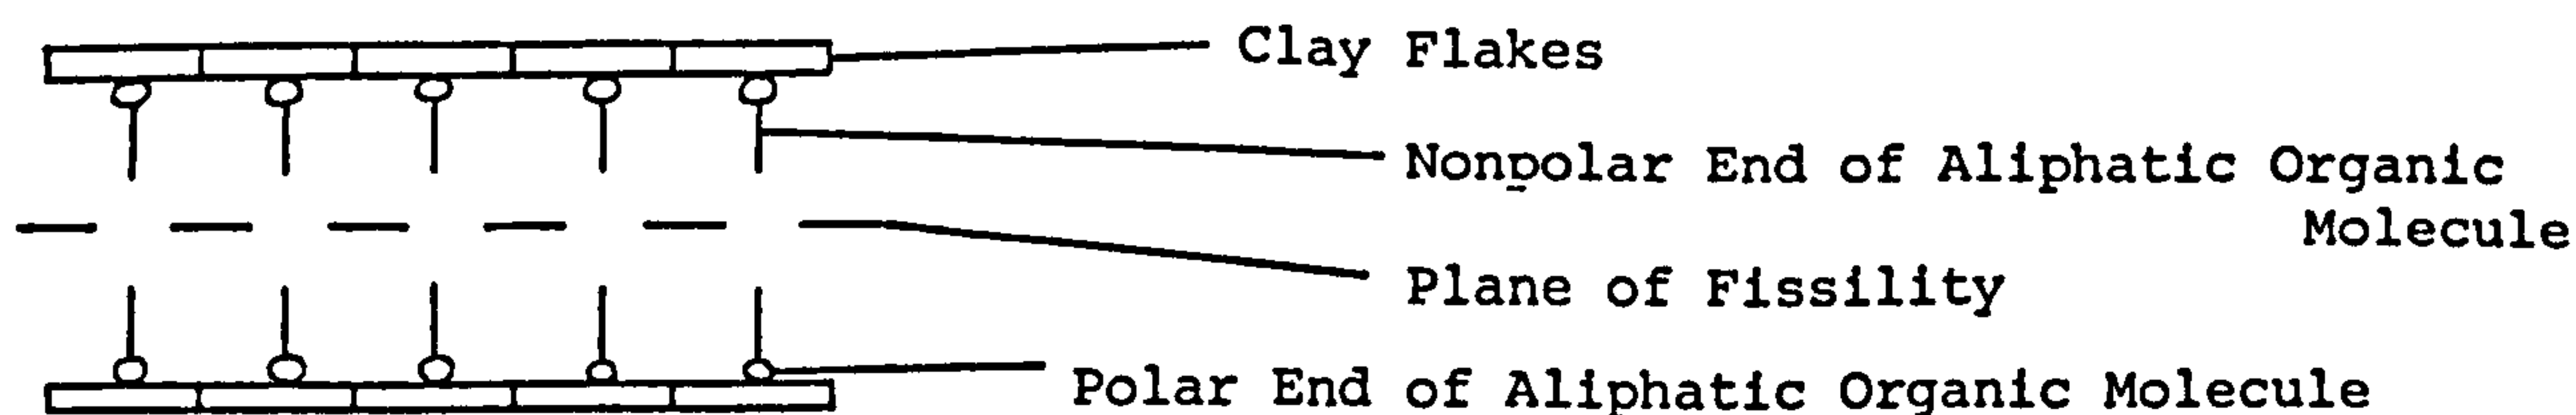 Clay Flakes
Nonpolar End of Aliphatic Organic
Molecule
Plane of Fissility
Polar End of Aliphatic Organic Molecule